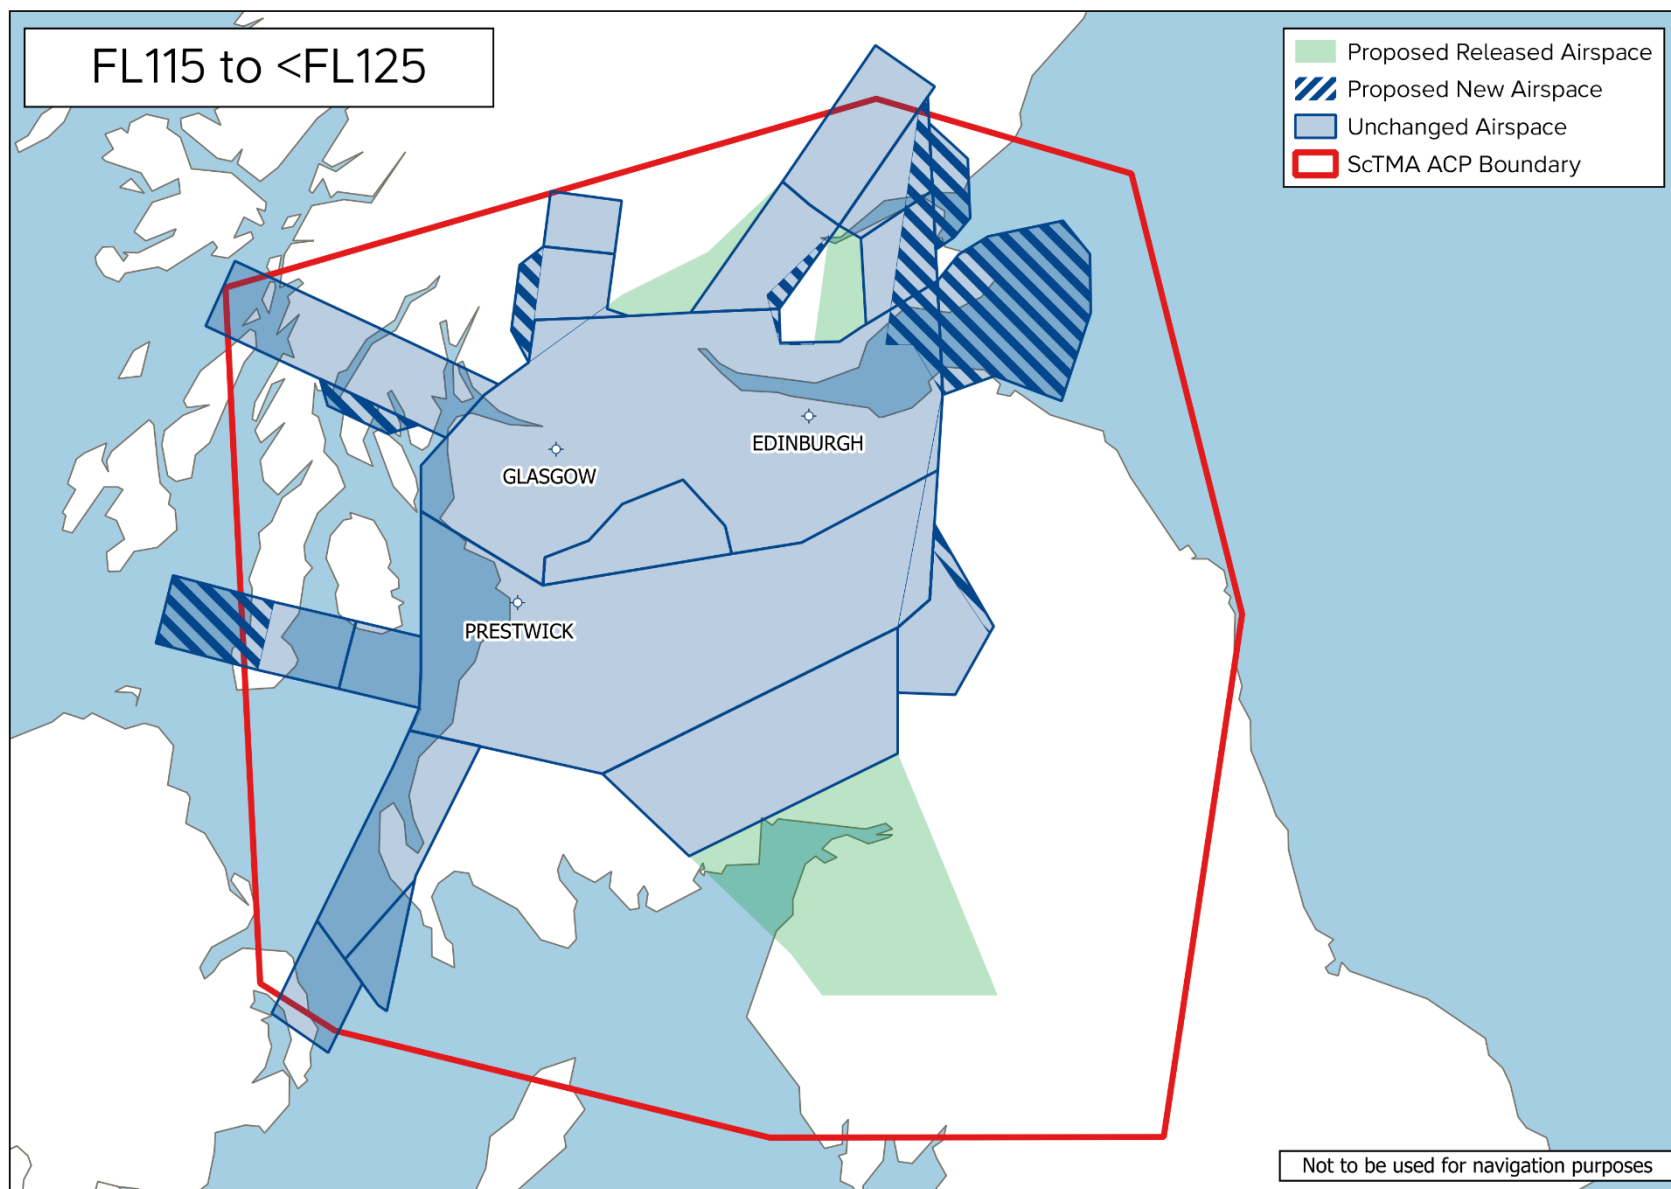 FL115 to <FL125
Proposed Released Airspace
Proposed New Airspace
Unchanged Airspace
ScTMA ACP Boundary
EDINBURGH
GLASGOW
PRESTWICK
Not to be used for navigation purposes